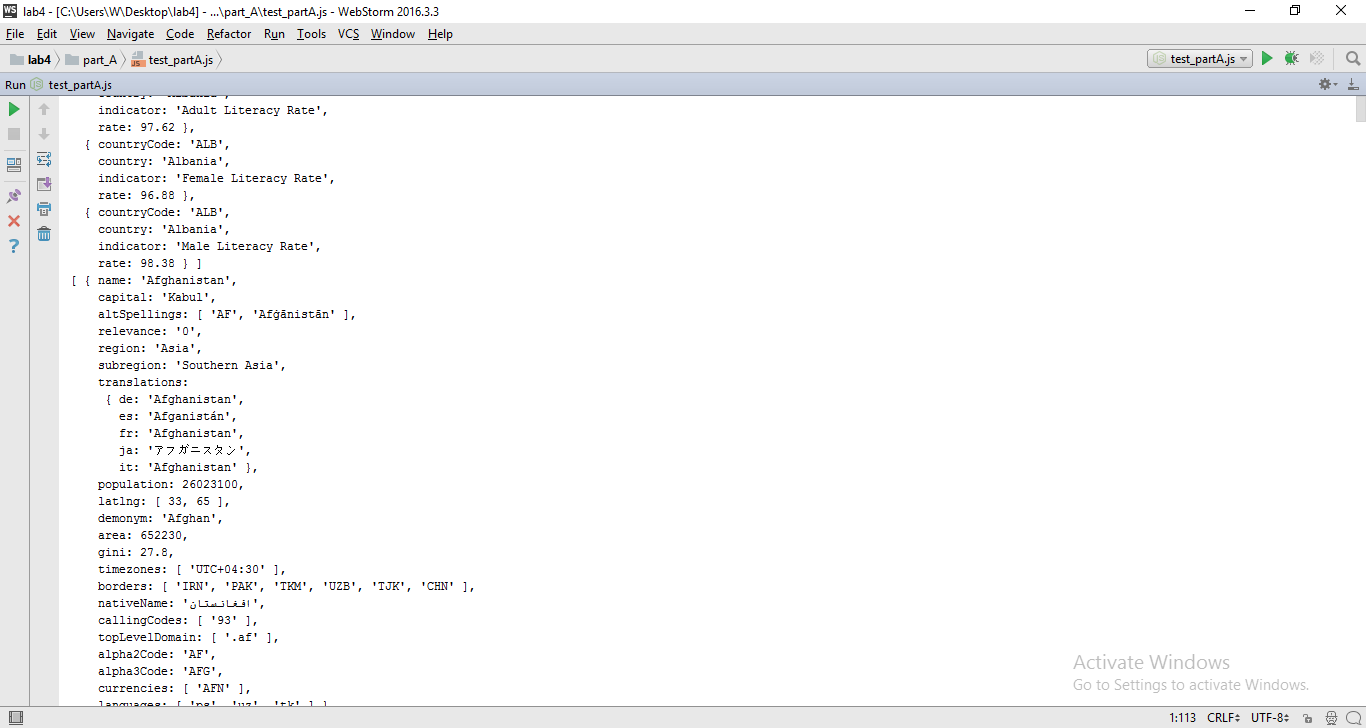 lab4 - [C:\Users\W\Desktop\lab4] - ...\part_A\test_partA.js - WebStorm 2016.3.3
File Edit View Navigate Code Refactor Run Tools VCS Window Help
lab4 part_A test_partA.js test_partA.js
Run test_partA.js
indicator: 'Adult Literacy Rate',
rate: 97.62 },
{ countryCode: 'ALB',
country: 'Albania',
indicator: 'Female Literacy Rate',
rate: 96.88 },
{ countryCode: 'ALB',
country: 'Albania',
indicator: 'Male Literacy Rate',
rate: 98.38 } ]
[ { name: 'Afghanistan',
capital: 'Kabul',
altSpellings: [ 'AF', 'Afġānistān' ],
relevance: '0',
region: 'Asia',
subregion: 'Southern Asia',
translations:
{ de: 'Afghanistan',
es: 'Afganistán',
fr: 'Afghanistan',
ja: 'アフガニスタン',
it: 'Afghanistan' },
population: 26023100,
latlng: [ 33, 65 ],
demonym: 'Afghan',
area: 652230,
gini: 27.8,
timezones: [ 'UTC+04:30' ],
borders: [ 'IRN', 'PAK', 'TKM', 'UZB', 'TJK', 'CHN' ],
nativeName: 'افغانستان',
callingCodes: [ '93' ],
topLevelDomain: [ '.af' ],
alpha2Code: 'AF',
alpha3Code: 'AFG',
currencies: [ 'AFN' ],
languages: [ 'ps', 'uz', 'tk' ] }
Activate Windows
Go to Settings to activate Windows.
1:113 CRLF UTF-8